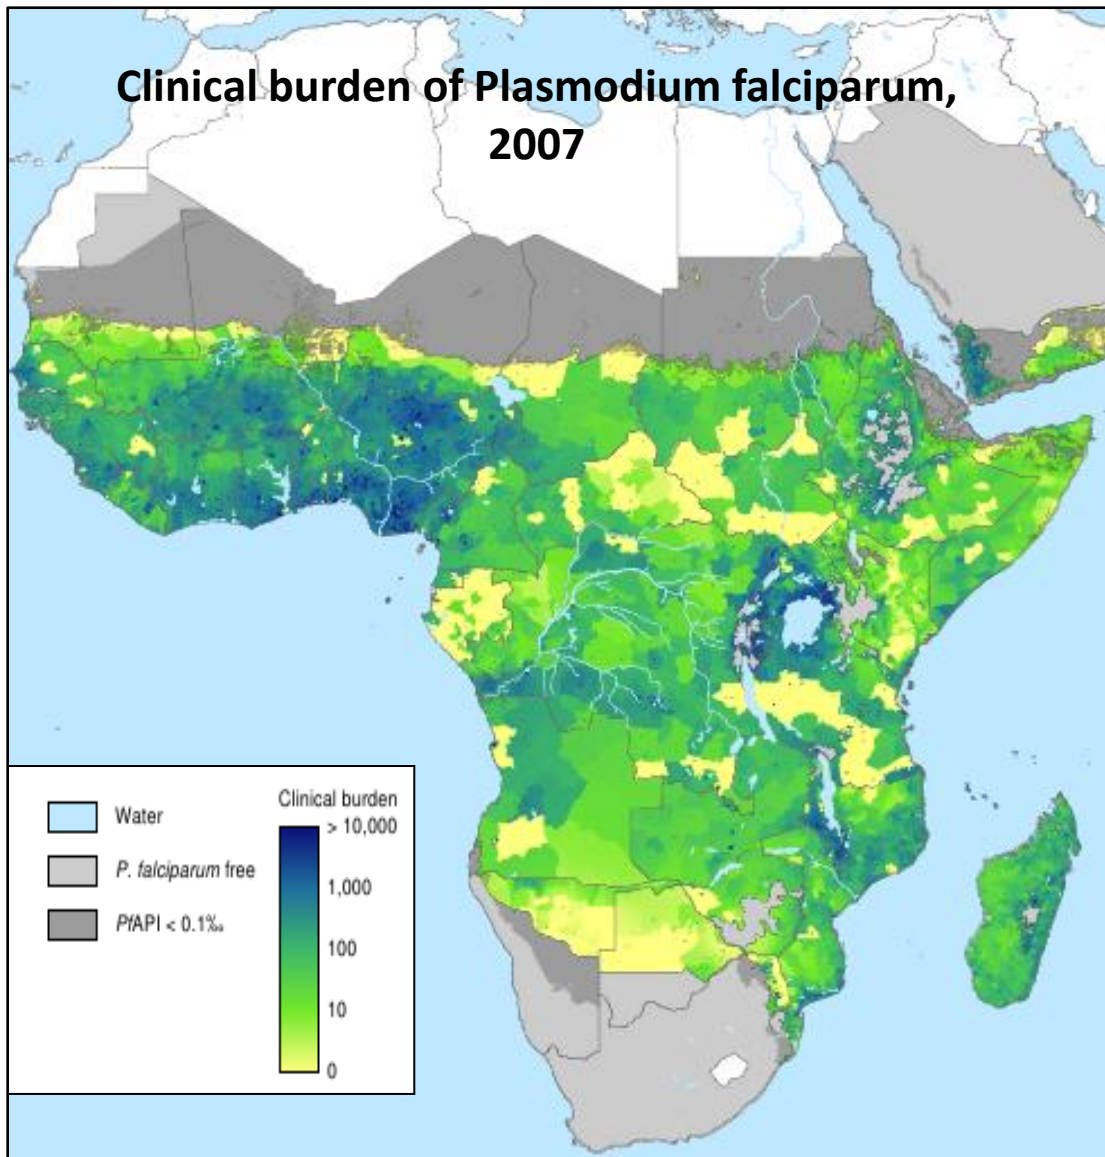 Clinical burden of Plasmodium falciparum,
2007
Water
P. falciparum free
PfAPI < 0.1‰
Clinical burden
> 10,000
1,000
100
10
0